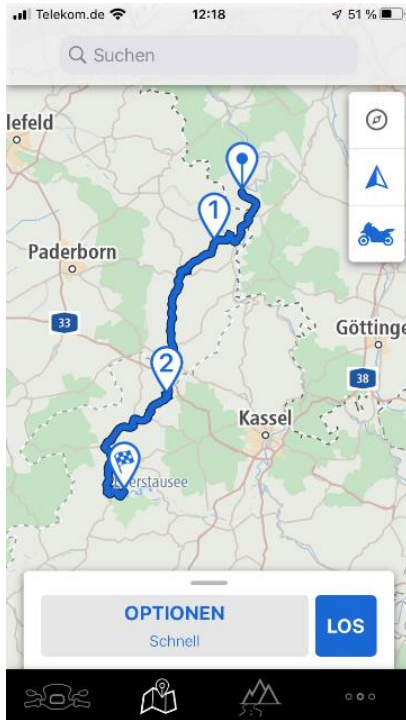 Telekom.de 12:18 51 %
Suchen
lefeld
1
Paderborn
33
Göttinge
2
38
Kassel
erstausee
OPTIONEN
Schnell
LOS